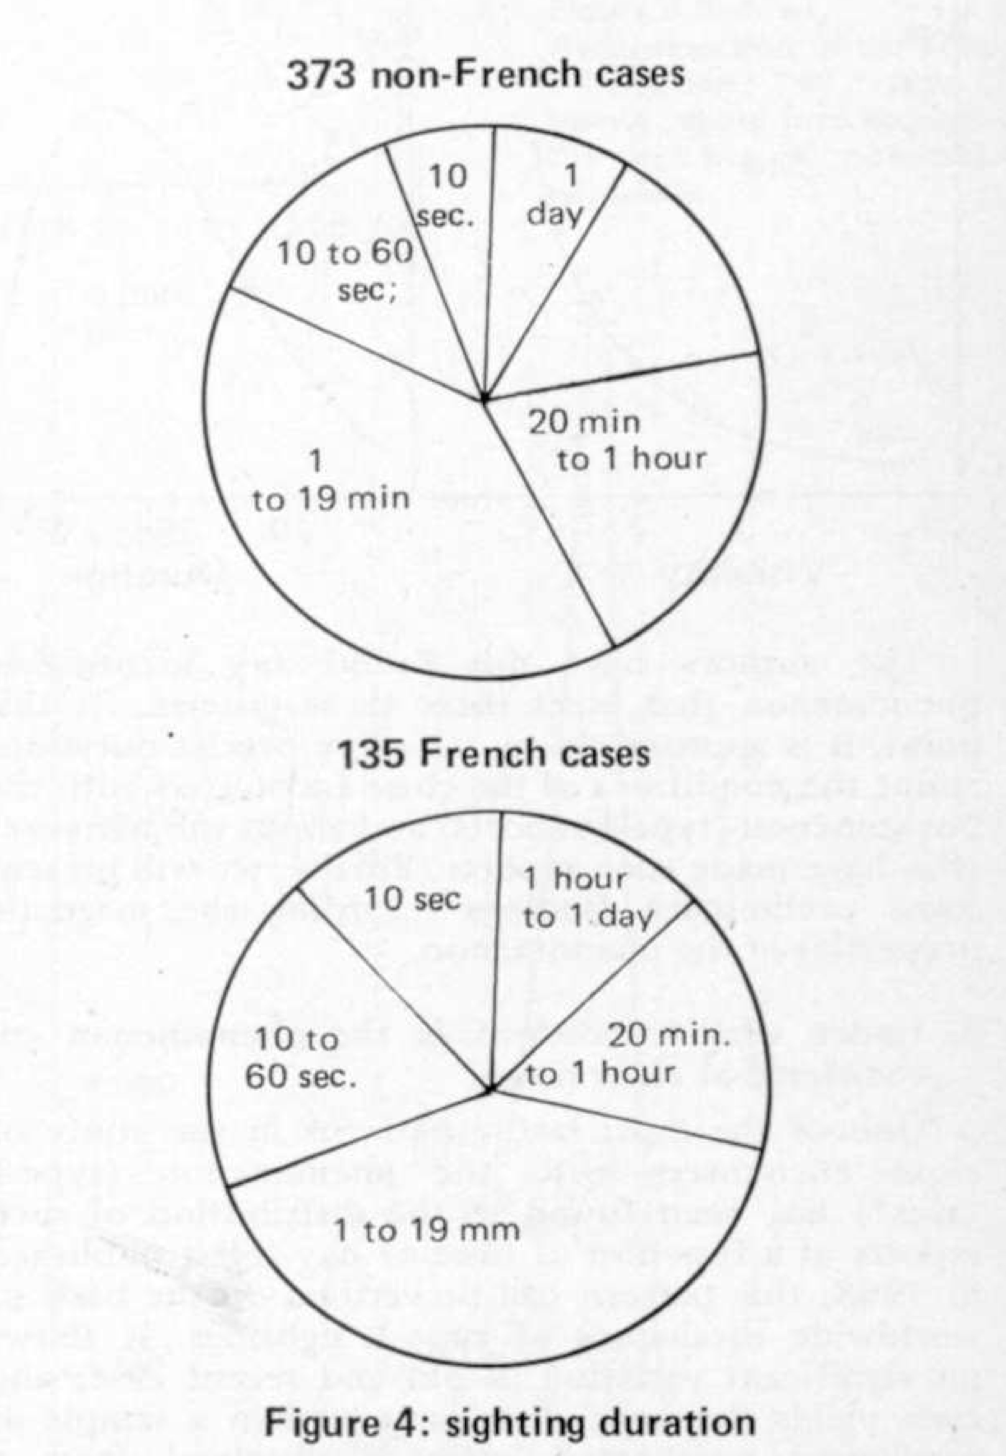 373 non-French cases
10
sec.
1
day
10 to 60
sec;
20 min
to 1 hour
1
to 19 min
135 French cases
10 sec
1 hour
to 1.day
10 to
60 sec.
20 min.
to 1 hour
1 to 19 mm
Figure 4: sighting duration